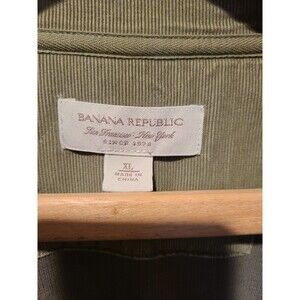 BANANA REPUBLIC
San Francisco · New York
SINCE 1978
XL
MADE IN
CHINA